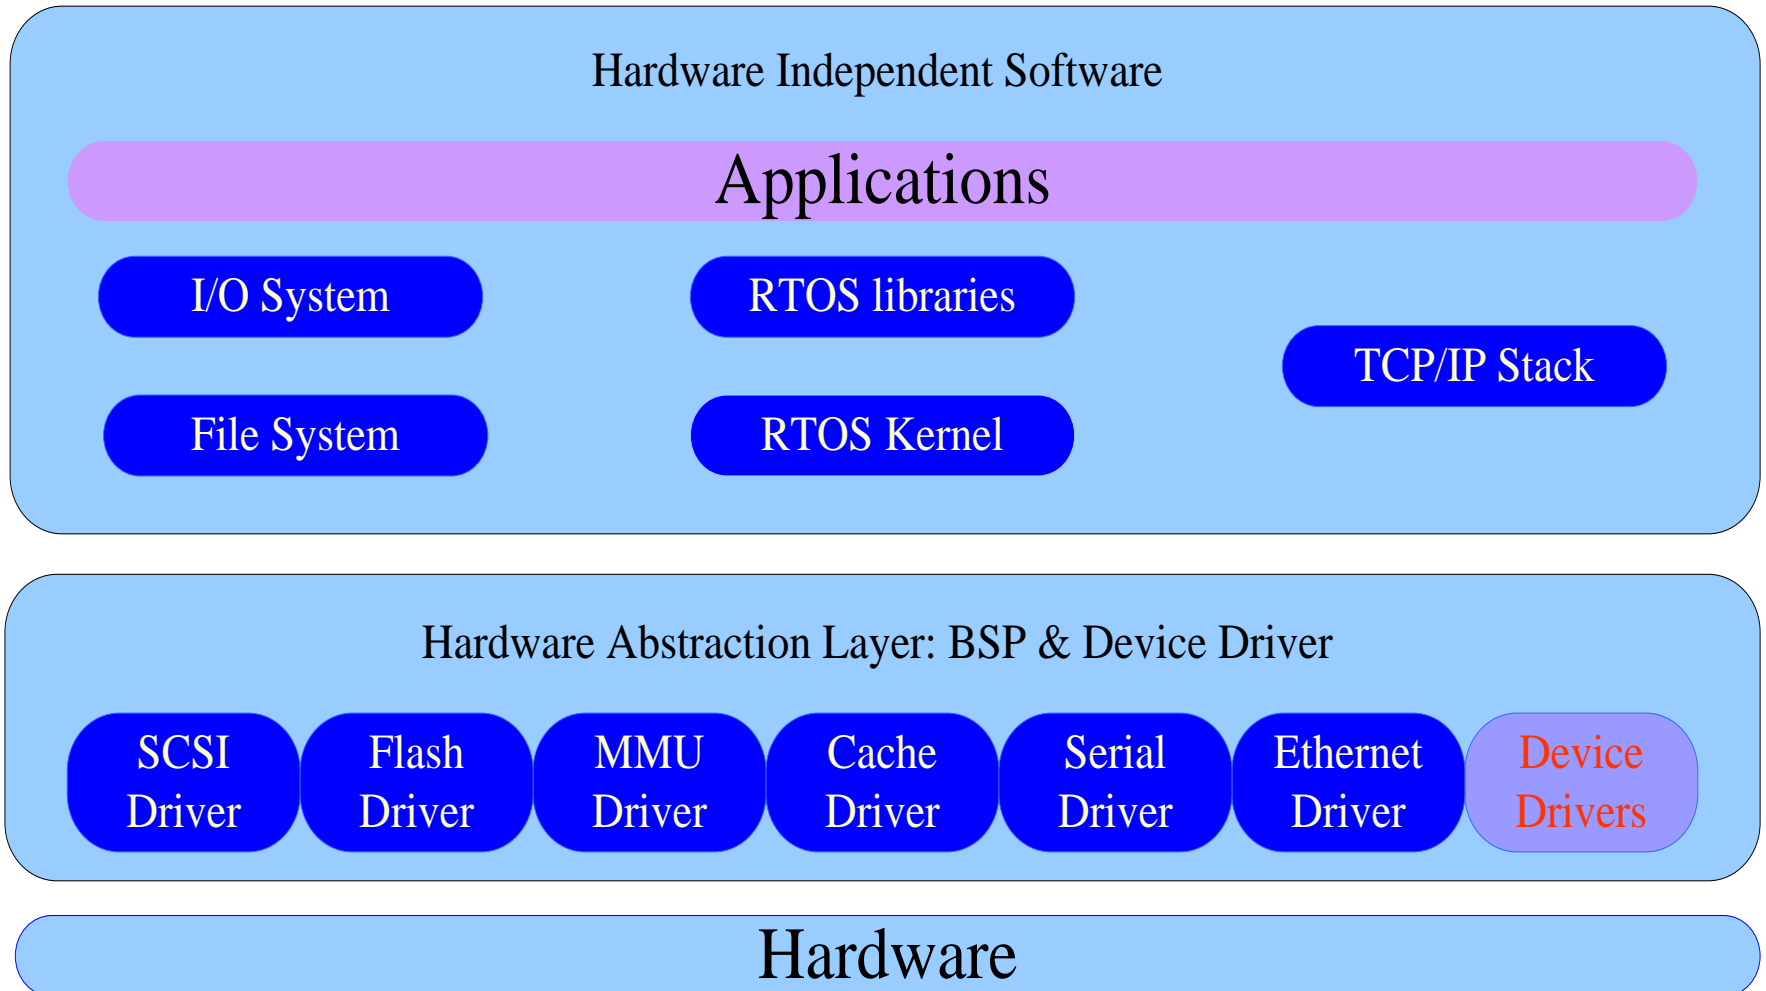 Hardware Independent Software
Applications
I/O System
RTOS libraries
TCP/IP Stack
File System
RTOS Kernel
Hardware Abstraction Layer: BSP & Device Driver
SCSI
Driver
Flash
Driver
MMU
Driver
Cache
Driver
Serial
Driver
Ethernet
Driver
Device
Drivers
Hardware